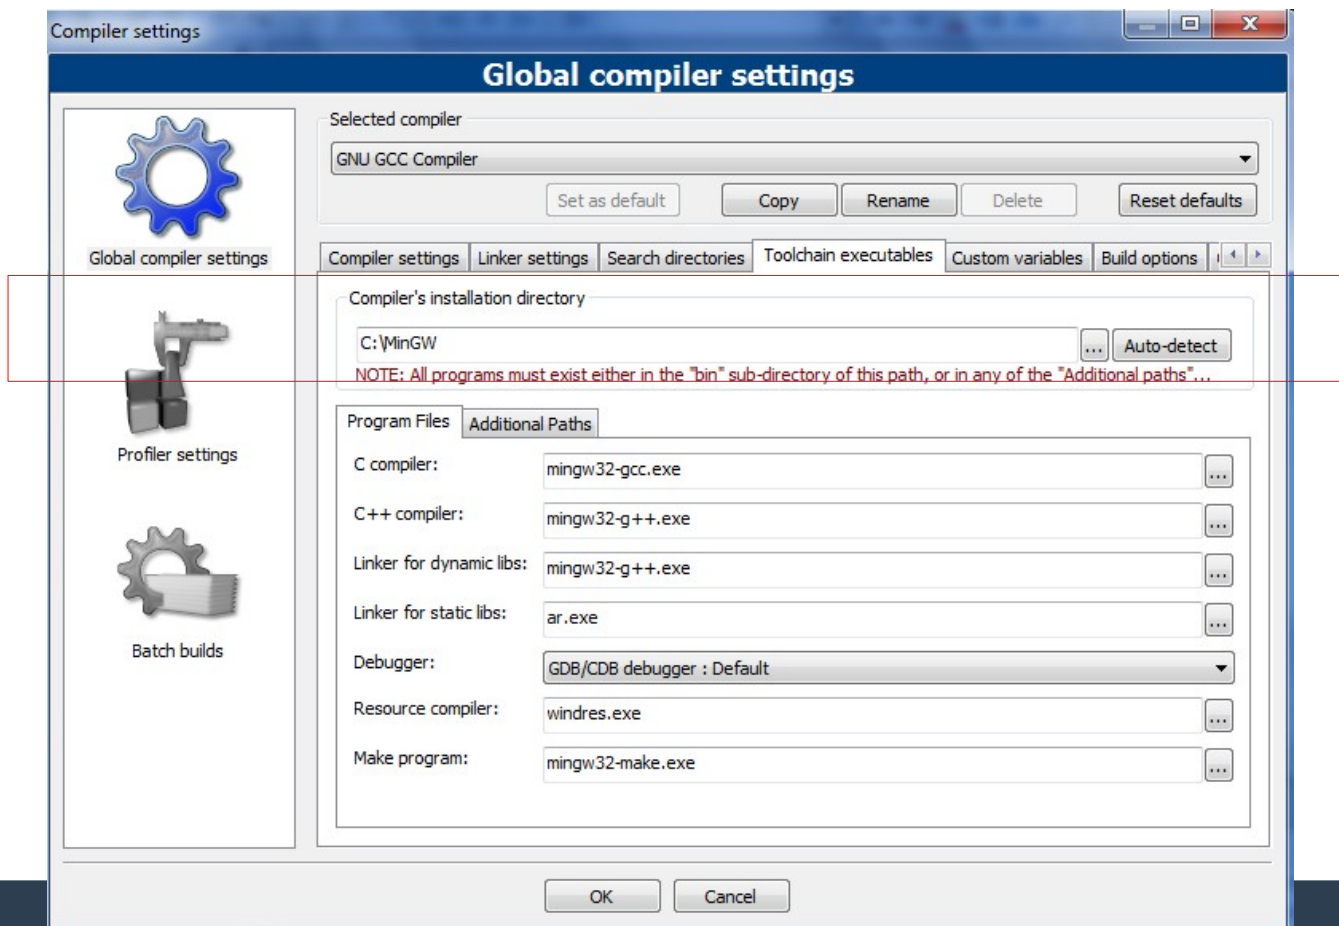 Compiler settings
Global compiler settings
Global compiler settings
Profiler settings
Batch builds
Selected compiler
GNU GCC Compiler
Set as default Copy Rename Delete Reset defaults
Compiler settings Linker settings Search directories Toolchain executables Custom variables Build options
Compiler's installation directory
C:\MinGW ... Auto-detect
NOTE: All programs must exist either in the "bin" sub-directory of this path, or in any of the "Additional paths"...
Program Files Additional Paths
C compiler: mingw32-gcc.exe ...
C++ compiler: mingw32-g++.exe ...
Linker for dynamic libs: mingw32-g++.exe ...
Linker for static libs: ar.exe ...
Debugger: GDB/CDB debugger : Default
Resource compiler: windres.exe ...
Make program: mingw32-make.exe ...
OK Cancel